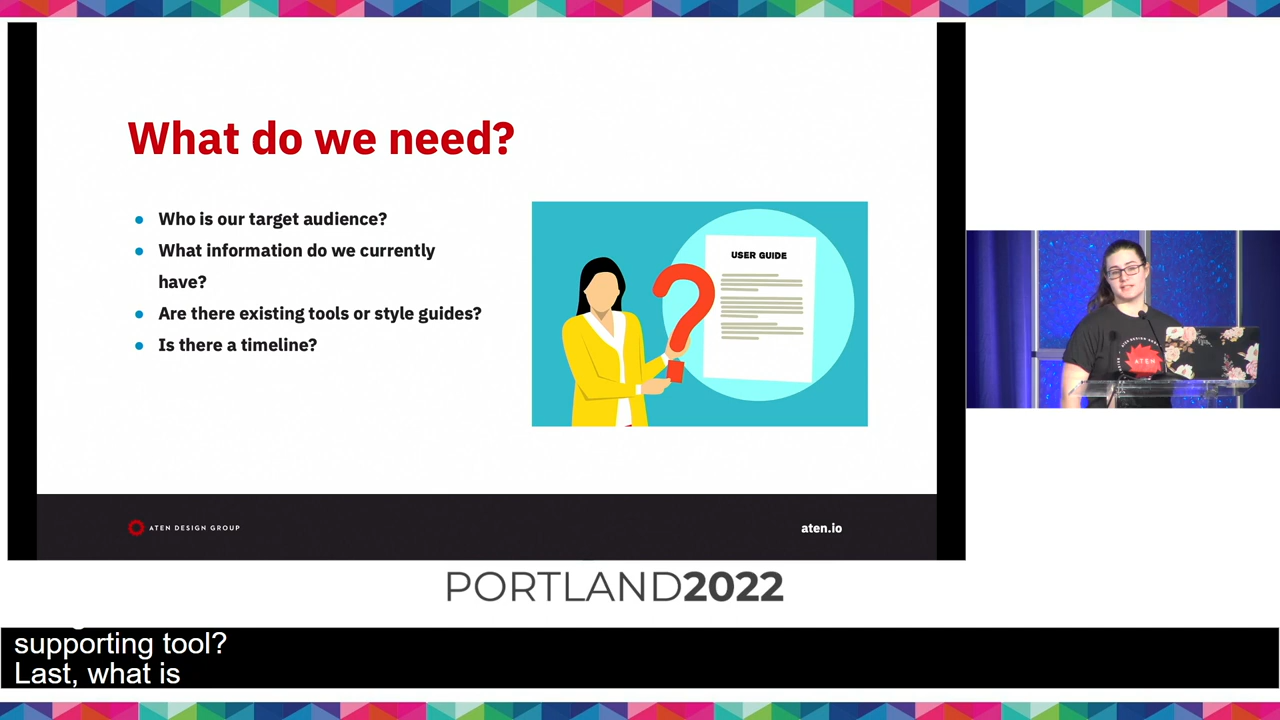 What do we need?
Who is our target audience?
What information do we currently
have?
Are there existing tools or style guides?
Is there a timeline?
USER GUIDE
ATEN DESIGN GROUP
aten.io
ATEN
PORTLAND2022
supporting tool?
Last, what is